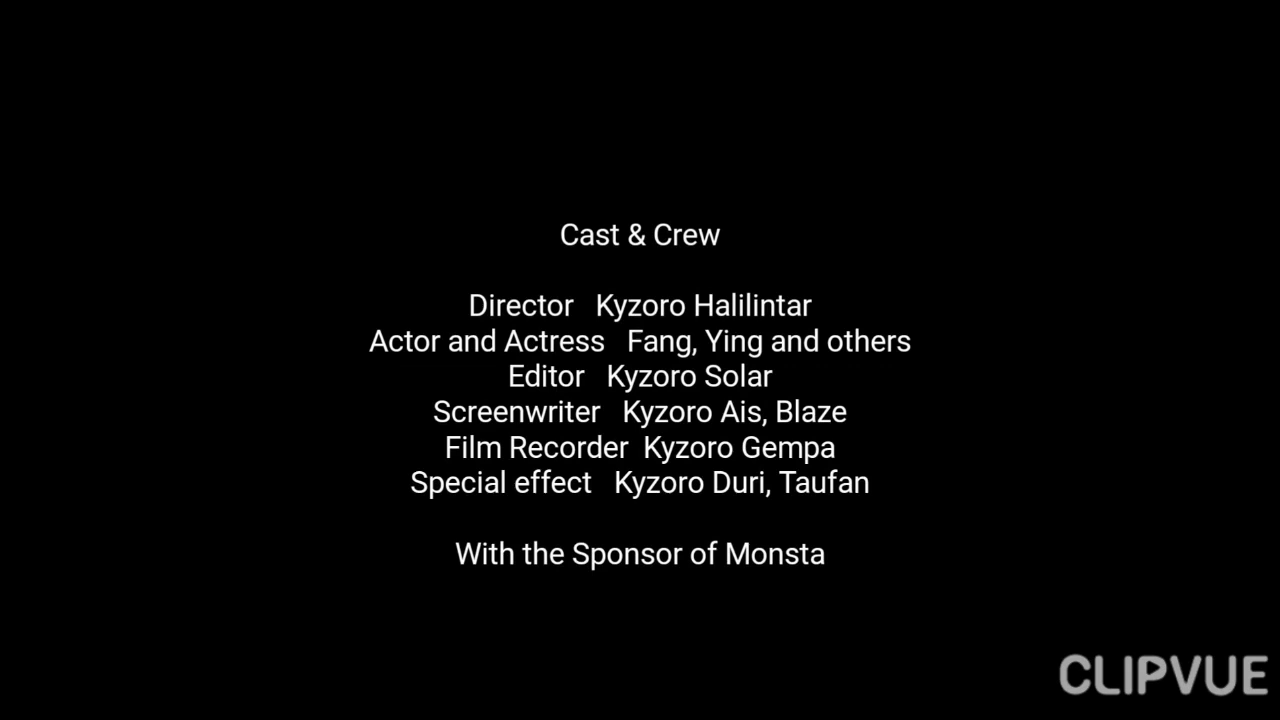 Cast & Crew
Director   Kyzoro Halilintar
Actor and Actress   Fang, Ying and others
Editor   Kyzoro Solar
Screenwriter   Kyzoro Ais, Blaze
Film Recorder  Kyzoro Gempa
Special effect   Kyzoro Duri, Taufan
With the Sponsor of Monsta
CLIPVUE